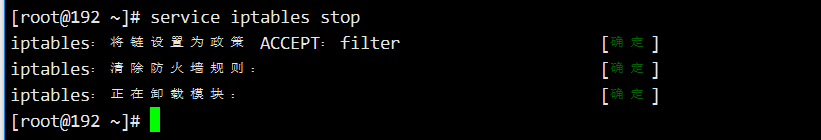 [root@192 ~]# service iptables stop
iptables：将链设置为政策 ACCEPT：filter [确定]
iptables：清除防火墙规则： [确定]
iptables：正在卸载模块： [确定]
[root@192 ~]#